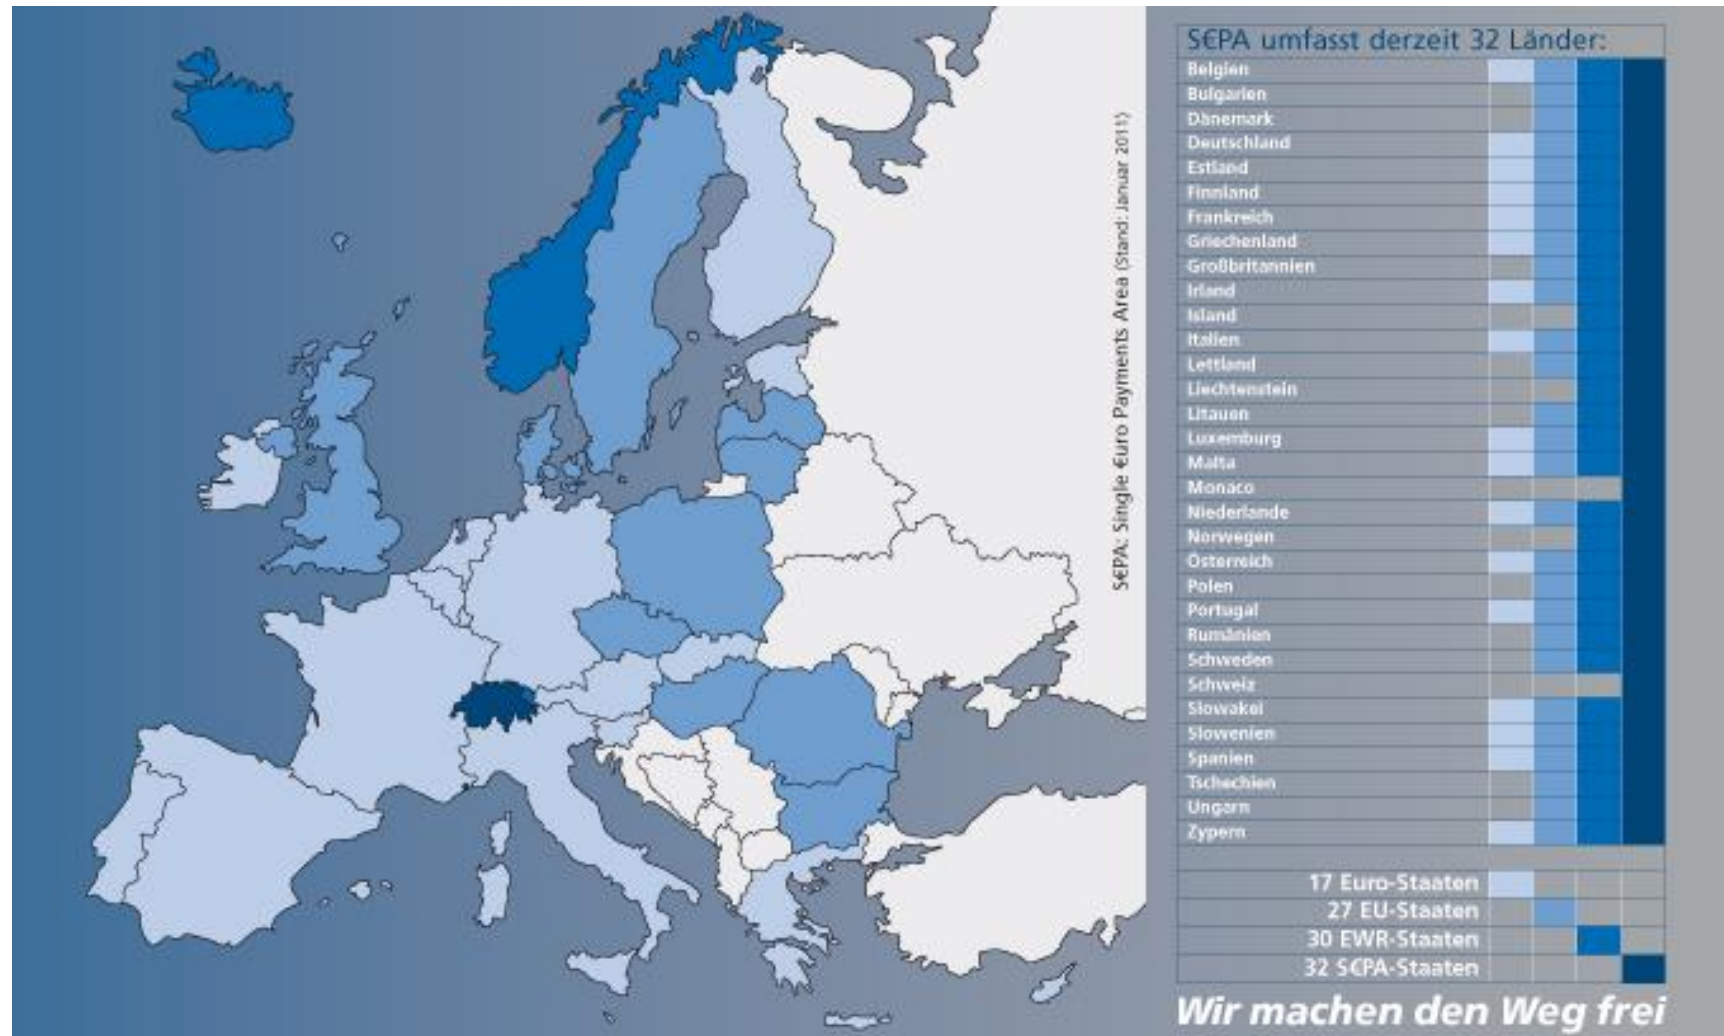 S€PA: Single €uro Payments Area (Stand: Januar 2011)
S€PA umfasst derzeit 32 Länder:
Belgien
Bulgarien
Dänemark
Deutschland
Estland
Finnland
Frankreich
Griechenland
Großbritannien
Irland
Island
Italien
Lettland
Liechtenstein
Litauen
Luxemburg
Malta
Monaco
Niederlande
Norwegen
Österreich
Polen
Portugal
Rumänien
Schweden
Schweiz
Slowakei
Slowenien
Spanien
Tschechien
Ungarn
Zypern
17 Euro-Staaten
27 EU-Staaten
30 EWR-Staaten
32 S€PA-Staaten
Wir machen den Weg frei